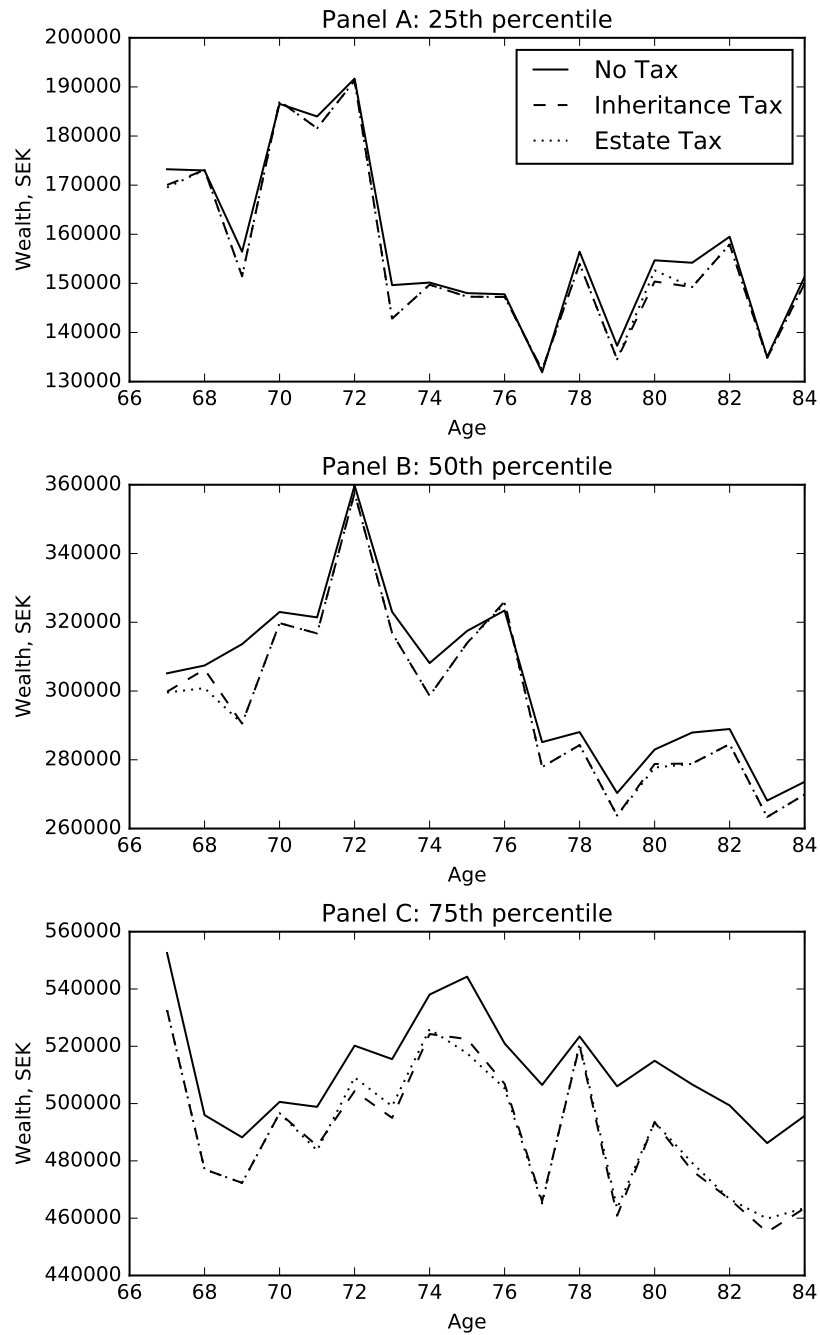 Panel A: 25th percentile
200000
190000
180000
170000
160000
150000
140000
130000
Wealth, SEK
No Tax
Inheritance Tax
Estate Tax
66 68 70 72 74 76 78 80 82 84
Age
Panel B: 50th percentile
360000
340000
320000
300000
280000
260000
Wealth, SEK
66 68 70 72 74 76 78 80 82 84
Age
Panel C: 75th percentile
560000
540000
520000
500000
480000
460000
440000
Wealth, SEK
66 68 70 72 74 76 78 80 82 84
Age